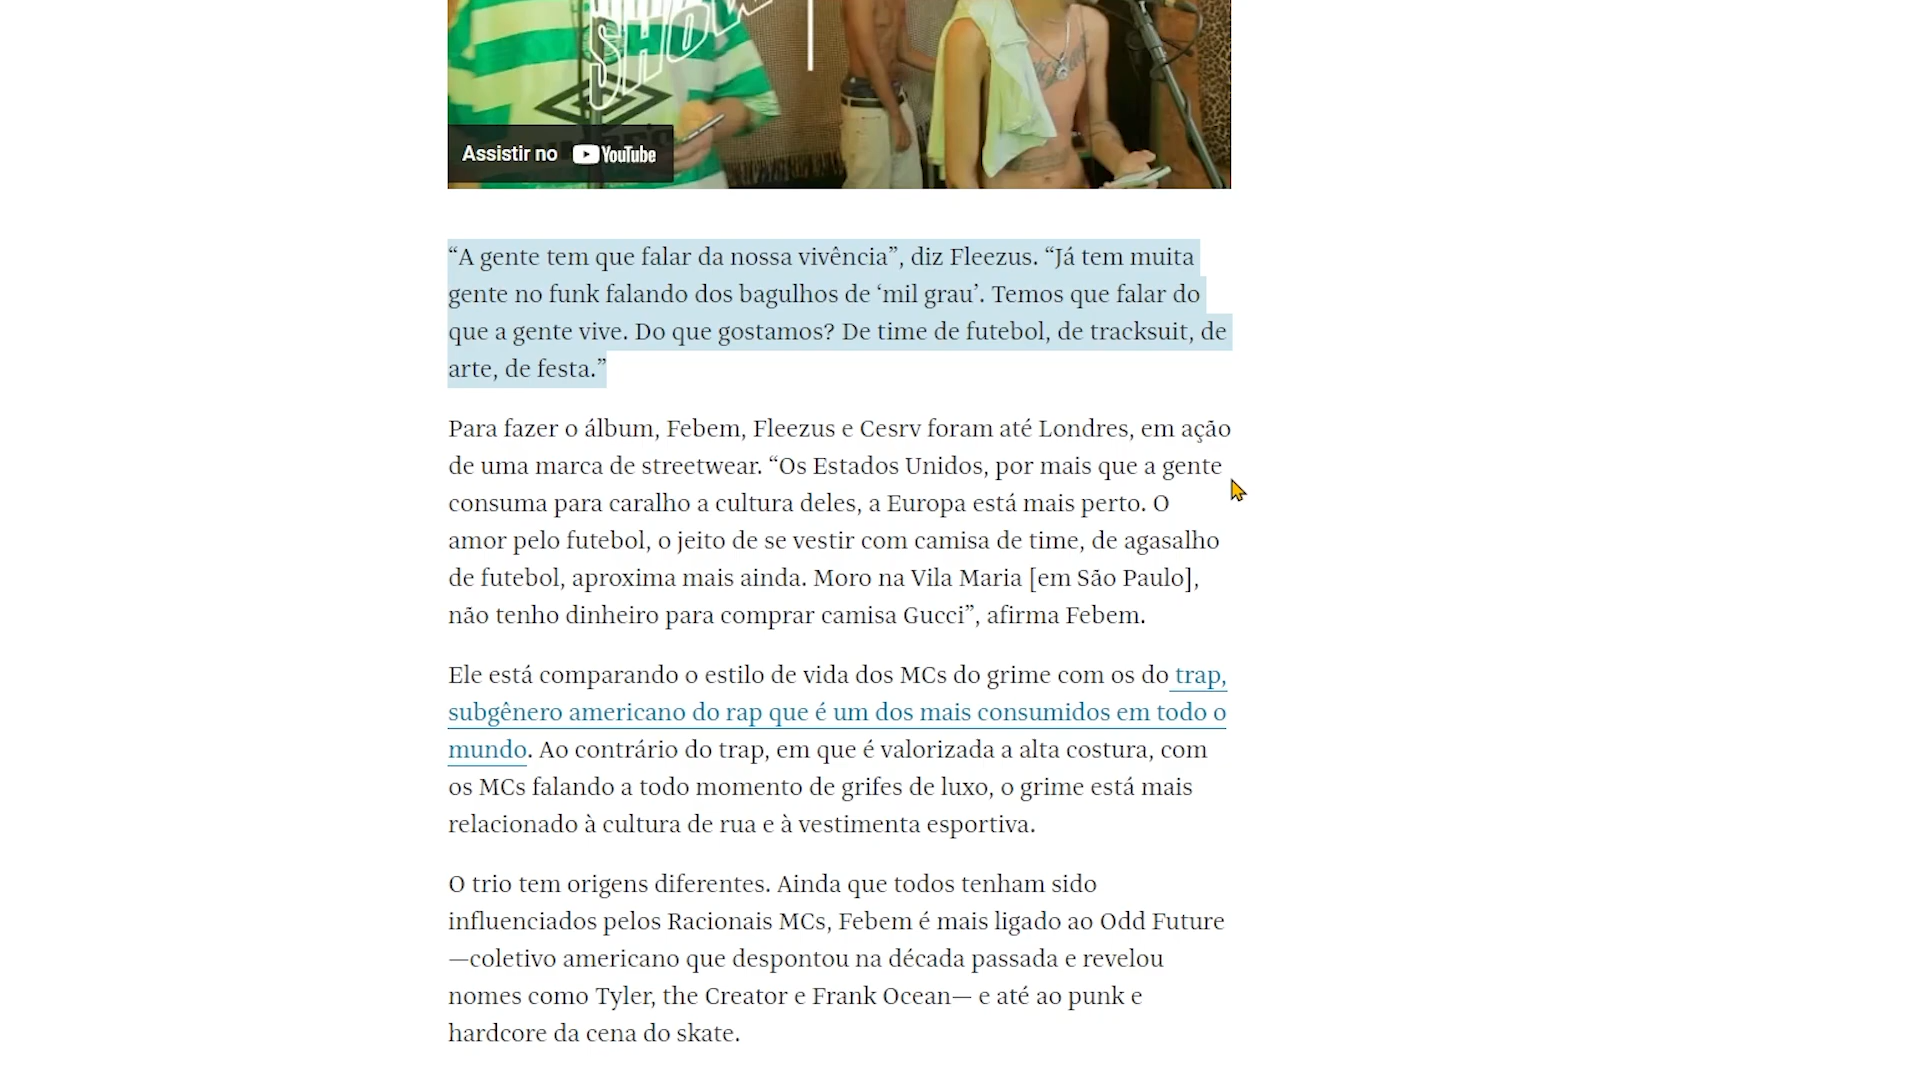 SHOW
Assistir no YouTube
“A gente tem que falar da nossa vivência”, diz Fleezus. “Já tem muita
gente no funk falando dos bagulhos de ‘mil grau’. Temos que falar do
que a gente vive. Do que gostamos? De time de futebol, de tracksuit, de
arte, de festa.”
Para fazer o álbum, Febem, Fleezus e Cesrv foram até Londres, em ação
de uma marca de streetwear. “Os Estados Unidos, por mais que a gente
consuma para caralho a cultura deles, a Europa está mais perto. O
amor pelo futebol, o jeito de se vestir com camisa de time, de agasalho
de futebol, aproxima mais ainda. Moro na Vila Maria [em São Paulo],
não tenho dinheiro para comprar camisa Gucci”, afirma Febem.
Ele está comparando o estilo de vida dos MCs do grime com os do trap,
subgênero americano do rap que é um dos mais consumidos em todo o
mundo. Ao contrário do trap, em que é valorizada a alta costura, com
os MCs falando a todo momento de grifes de luxo, o grime está mais
relacionado à cultura de rua e à vestimenta esportiva.
O trio tem origens diferentes. Ainda que todos tenham sido
influenciados pelos Racionais MCs, Febem é mais ligado ao Odd Future
—coletivo americano que despontou na década passada e revelou
nomes como Tyler, the Creator e Frank Ocean— e até ao punk e
hardcore da cena do skate.